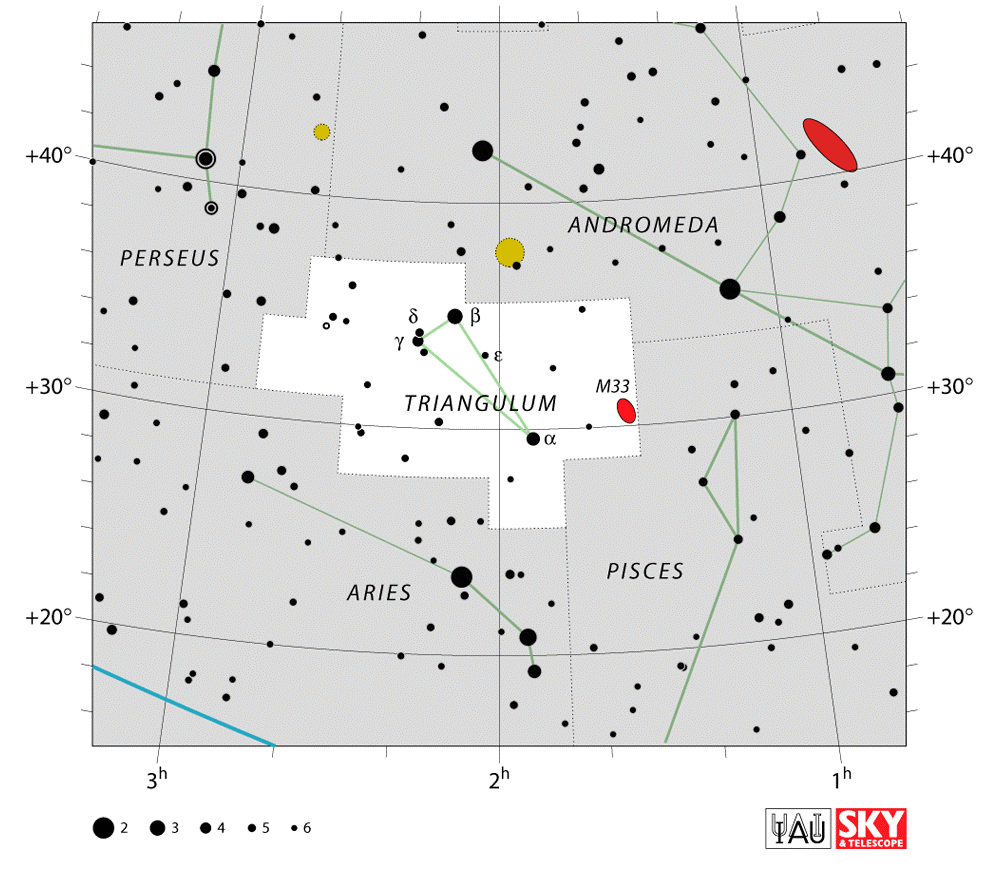 +40° +40°
ANDROMEDA
PERSEUS
δ β
γ
ε
+30° M33 +30°
TRIANGULUM
α
PISCES
ARIES
+20° +20°
3h 2h 1h
2 3 4 5 6
IAU
SKY
& TELESCOPE